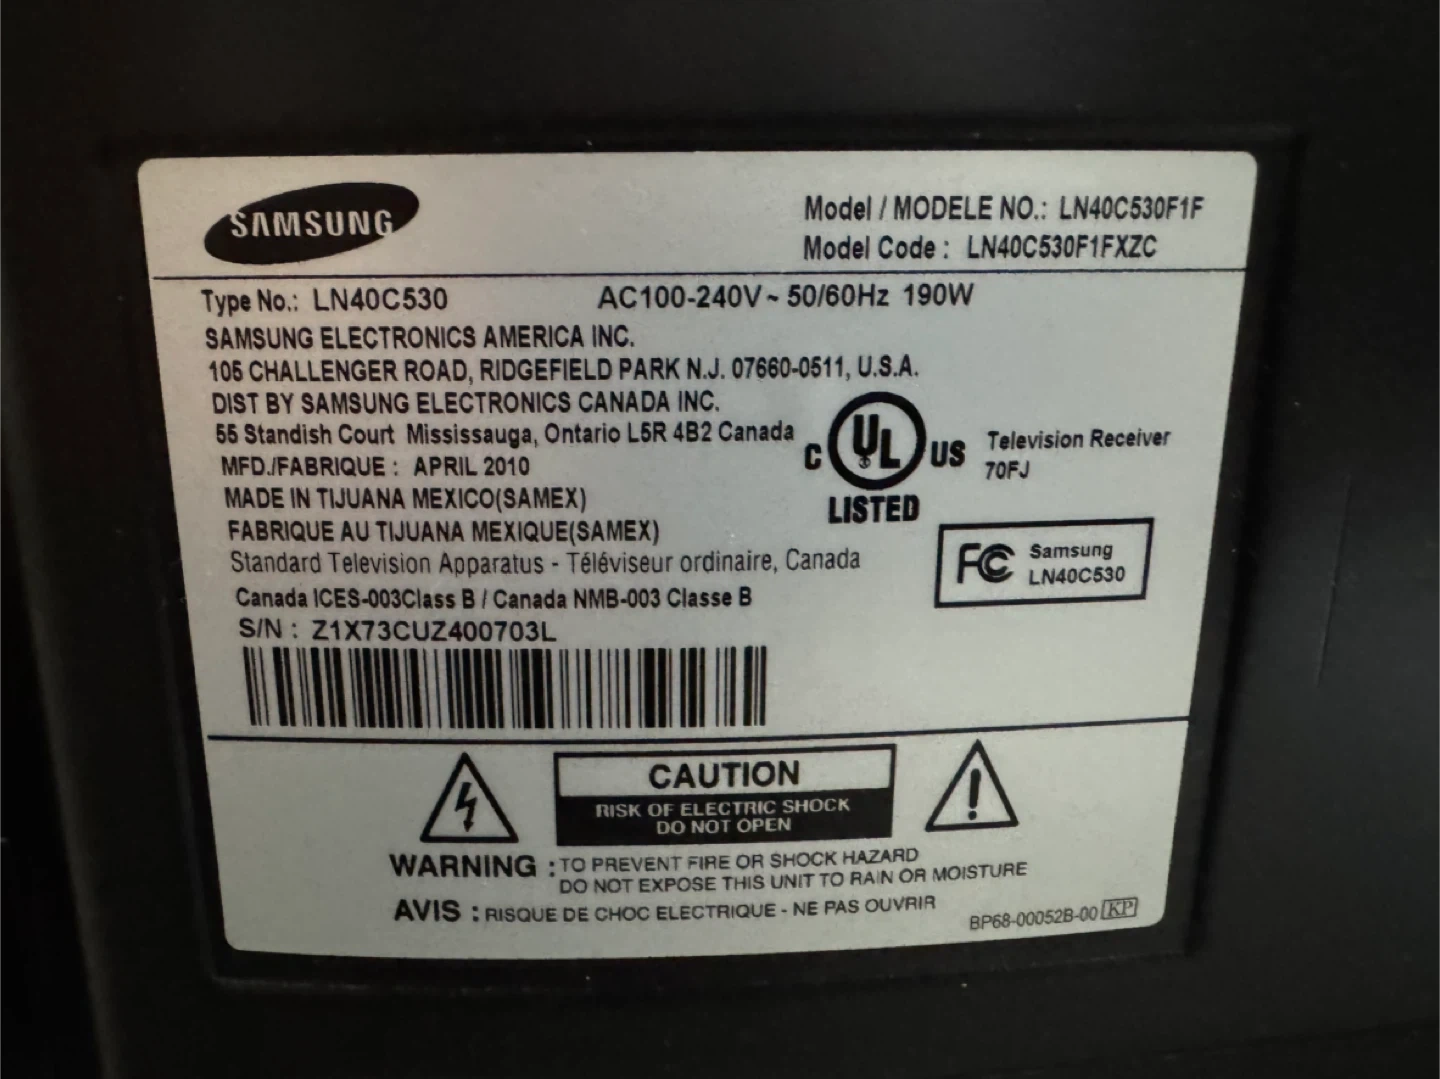 SAMSUNG
Model / MODELE NO.: LN40C530F1F
Model Code : LN40C530F1FXZC
Type No.: LN40C530 AC100-240V ~ 50/60Hz 190W
SAMSUNG ELECTRONICS AMERICA INC.
105 CHALLENGER ROAD, RIDGEFIELD PARK N.J. 07660-0511, U.S.A.
DIST BY SAMSUNG ELECTRONICS CANADA INC.
55 Standish Court Mississauga, Ontario L5R 4B2 Canada
MFD./FABRIQUE : APRIL 2010
MADE IN TIJUANA MEXICO(SAMEX)
FABRIQUE AU TIJUANA MEXIQUE(SAMEX)
Standard Television Apparatus - Téléviseur ordinaire, Canada
Canada ICES-003Class B / Canada NMB-003 Classe B
S/N : Z1X73CUZ400703L
C UL US
LISTED
Television Receiver
70FJ
FC Samsung
LN40C530
CAUTION
RISK OF ELECTRIC SHOCK
DO NOT OPEN
WARNING : TO PREVENT FIRE OR SHOCK HAZARD
DO NOT EXPOSE THIS UNIT TO RAIN OR MOISTURE
AVIS : RISQUE DE CHOC ELECTRIQUE - NE PAS OUVRIR
BP68-00052B-00 KP